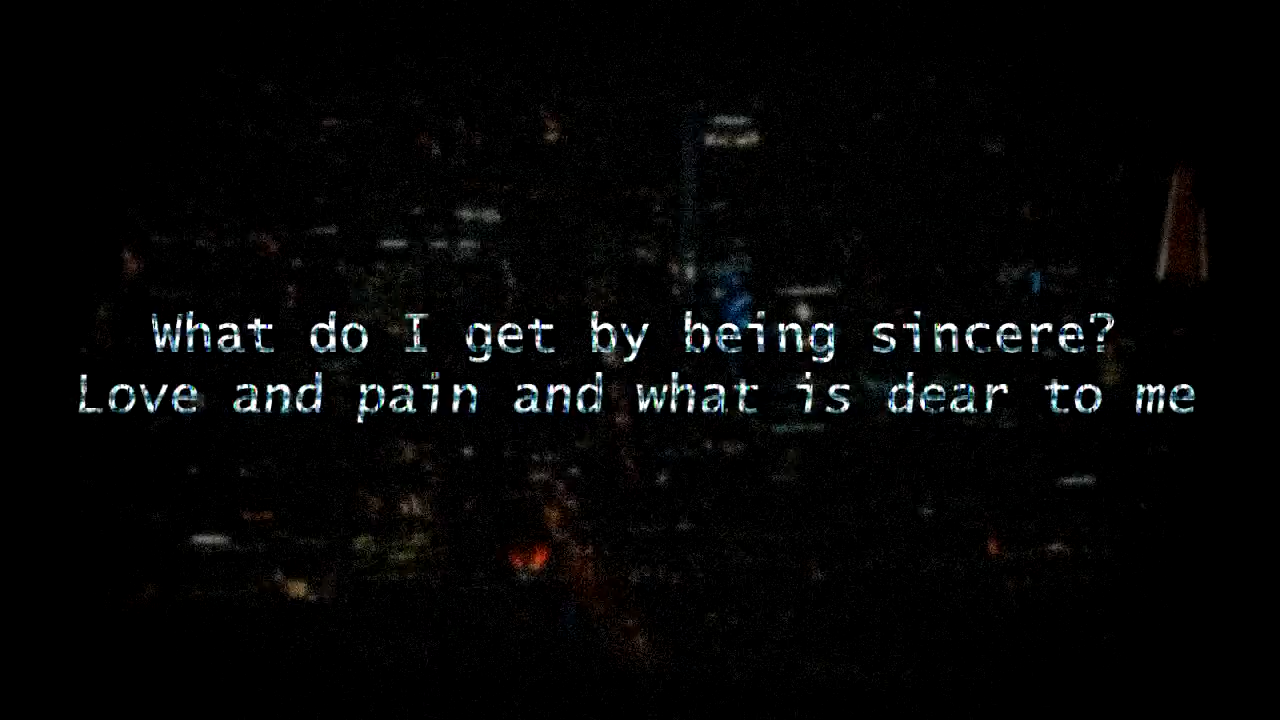 What do I get by being sincere?
Love and pain and what is dear to me